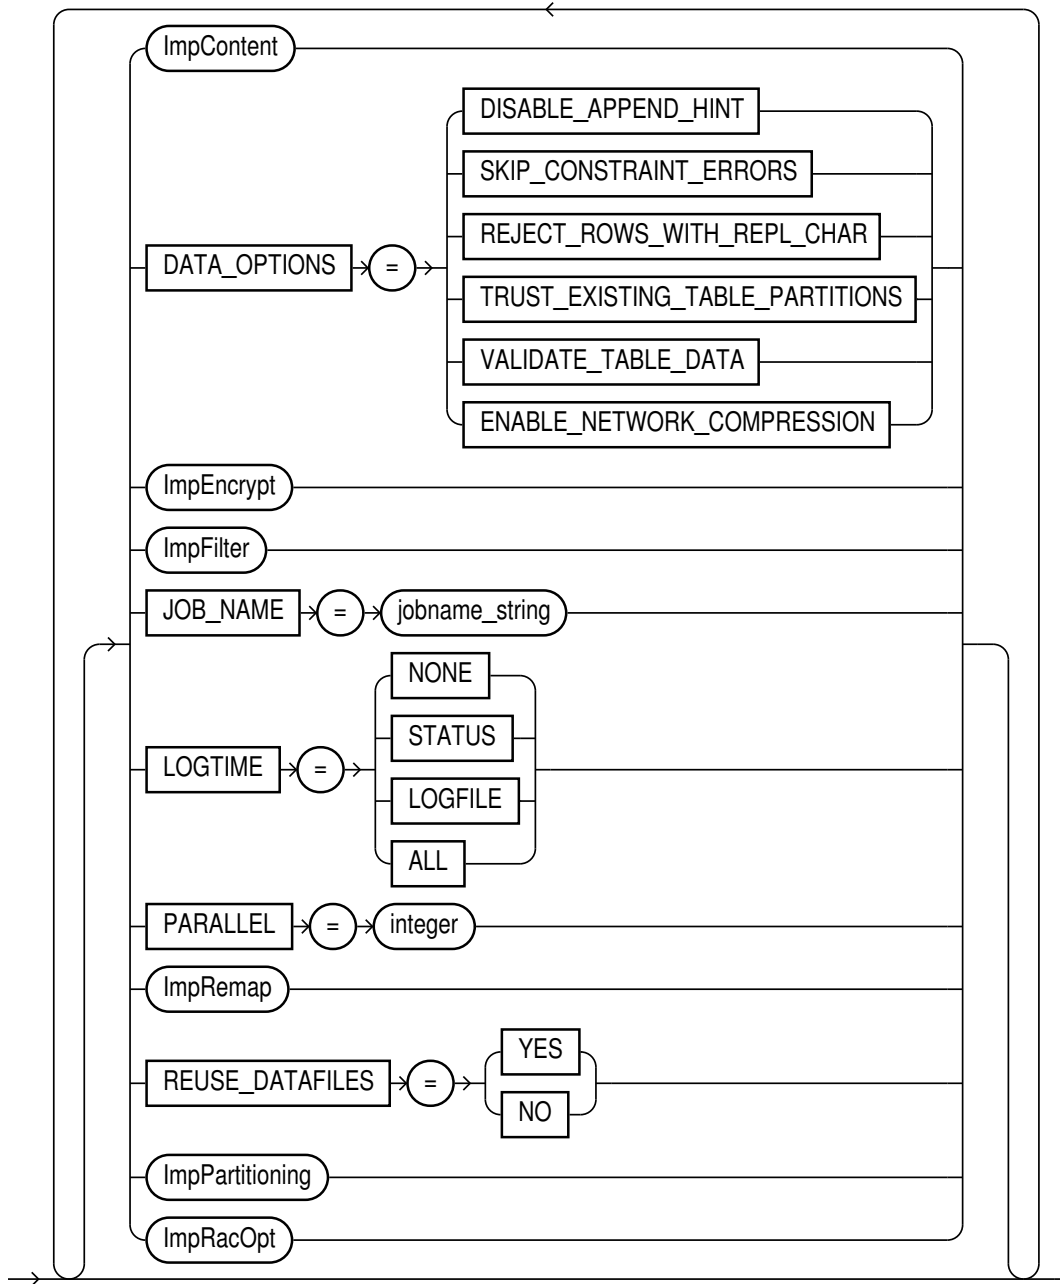 ImpContent
DISABLE_APPEND_HINT
SKIP_CONSTRAINT_ERRORS
REJECT_ROWS_WITH_REPL_CHAR
DATA_OPTIONS =
TRUST_EXISTING_TABLE_PARTITIONS
VALIDATE_TABLE_DATA
ENABLE_NETWORK_COMPRESSION
ImpEncrypt
ImpFilter
JOB_NAME = jobname_string
NONE
STATUS
LOGTIME =
LOGFILE
ALL
PARALLEL = integer
ImpRemap
YES
REUSE_DATAFILES =
NO
ImpPartitioning
ImpRacOpt